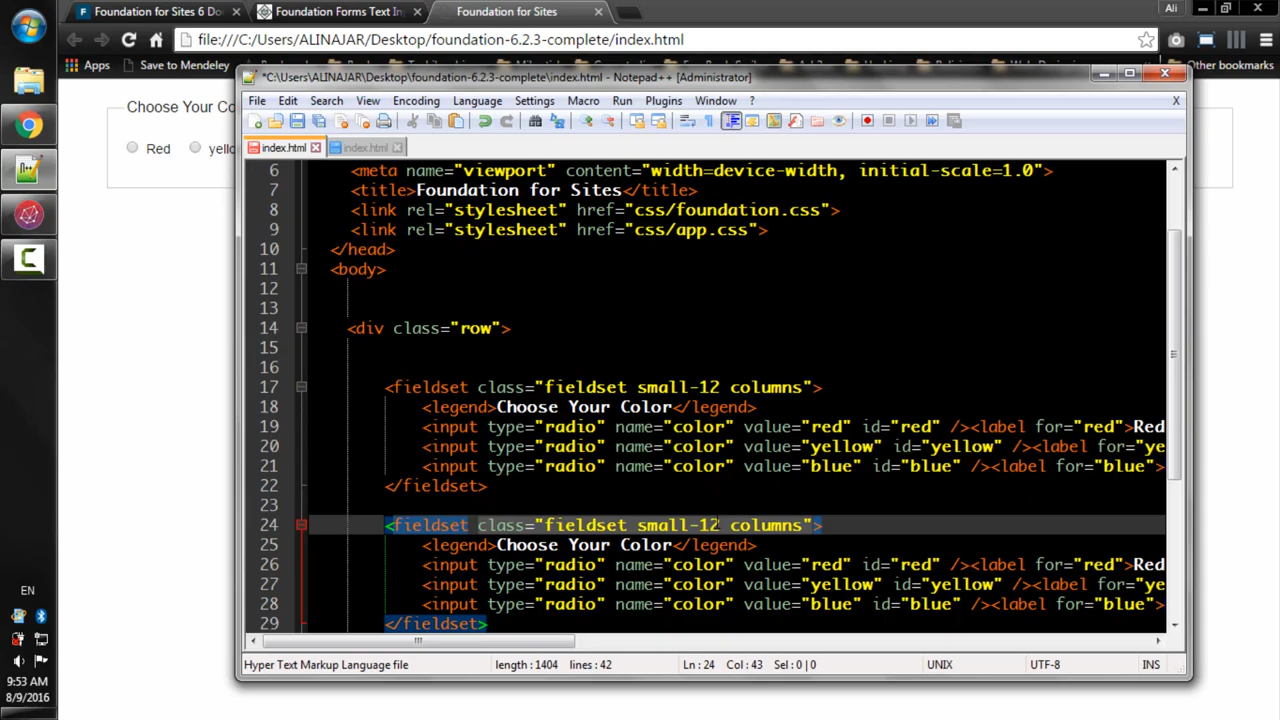 Foundation for Sites 6 Do
Foundation Forms Text In
Foundation for Sites
Ali
file:///C:/Users/ALINAJAR/Desktop/foundation-6.2.3-complete/index.html
Apps
Save to Mendeley
Other bookmarks
*C:\Users\ALINAJAR\Desktop\foundation-6.2.3-complete\index.html - Notepad++ [Administrator]
File Edit Search View Encoding Language Settings Macro Run Plugins Window ?
X
index.html
index.html
Choose Your Co
Red
yello
6 <meta name="viewport" content="width=device-width, initial-scale=1.0">
7 <title>Foundation for Sites</title>
8 <link rel="stylesheet" href="css/foundation.css">
9 <link rel="stylesheet" href="css/app.css">
10 </head>
11 <body>
12
13
14 <div class="row">
15
16
17 <fieldset class="fieldset small-12 columns">
18 <legend>Choose Your Color</legend>
19 <input type="radio" name="color" value="red" id="red" /><label for="red">Red
20 <input type="radio" name="color" value="yellow" id="yellow" /><label for="ye
21 <input type="radio" name="color" value="blue" id="blue" /><label for="blue">
22 </fieldset>
23
24 <fieldset class="fieldset small-12 columns">
25 <legend>Choose Your Color</legend>
26 <input type="radio" name="color" value="red" id="red" /><label for="red">Red
27 <input type="radio" name="color" value="yellow" id="yellow" /><label for="ye
28 <input type="radio" name="color" value="blue" id="blue" /><label for="blue">
29 </fieldset>
Hyper Text Markup Language file
length : 1404 lines : 42
Ln : 24 Col : 43 Sel : 0 | 0
UNIX
UTF-8
INS
EN
9:53 AM
8/9/2016